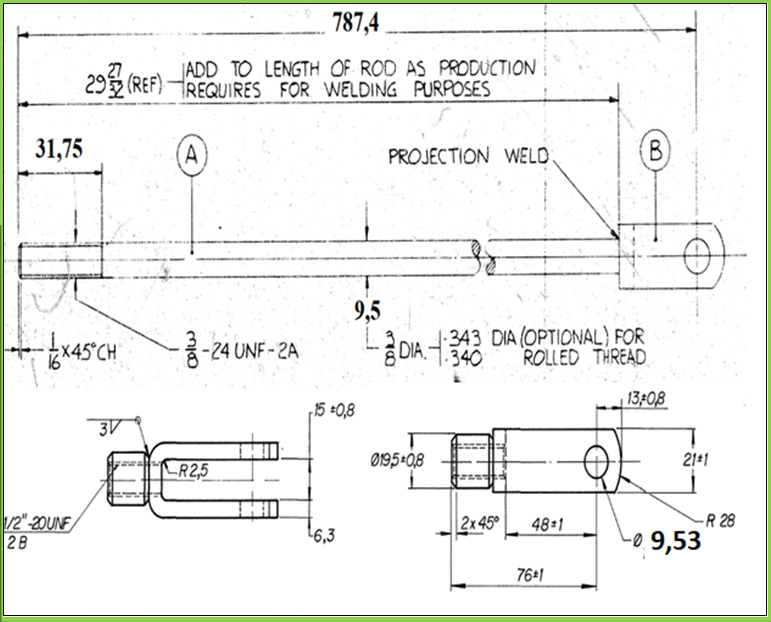 787,4
29 27/32 (REF)
ADD TO LENGTH OF ROD AS PRODUCTION
REQUIRES FOR WELDING PURPOSES
31,75
A
PROJECTION WELD
B
9,5
1/16 x 45° CH
3/8 - 24 UNF - 2A
3/8 DIA.
.343 DIA (OPTIONAL) FOR
.340 ROLLED THREAD
3
15 ±0,8
R 2,5
1/2"-20UNF
2B
6,3
13,±0,8
Ø19,5±0,8
21±1
2x45°
48±1
R 28
Ø 9,53
76±1